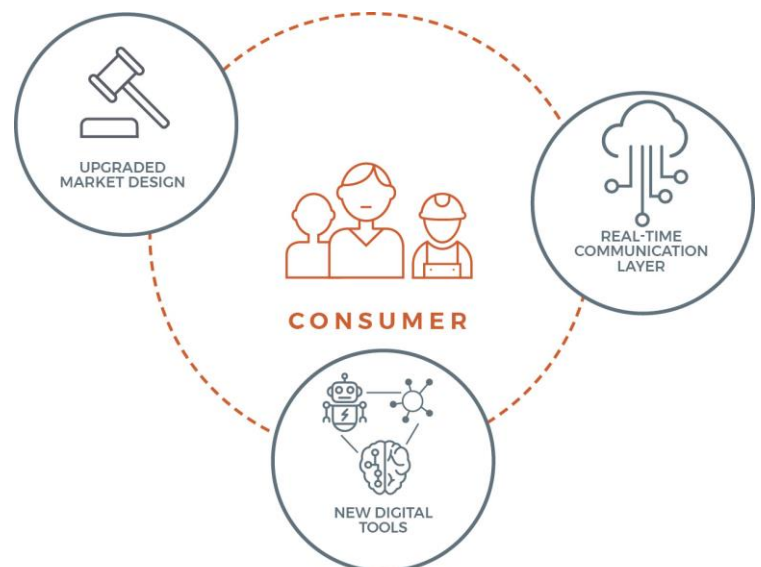 UPGRADED
MARKET DESIGN
REAL-TIME
COMMUNICATION
LAYER
CONSUMER
NEW DIGITAL
TOOLS